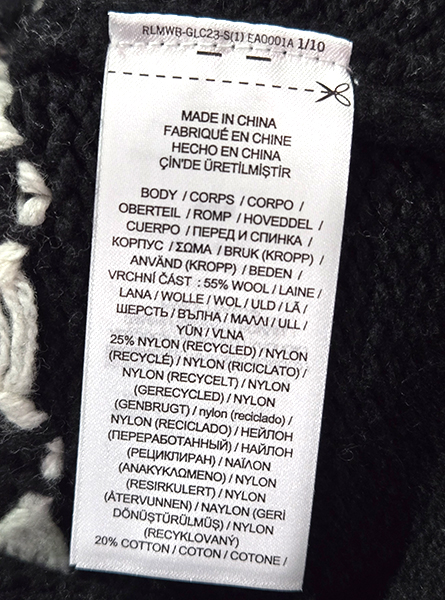 RLMWB-GLC23-S(1) EA0001A 1/10
MADE IN CHINA
FABRIQUÉ EN CHINE
HECHO EN CHINA
ÇİN'DE ÜRETİLMİŞTİR
BODY / CORPS / CORPO /
OBERTEIL / ROMP / HOVEDDEL /
CUERPO / ПЕРЕД И СПИНКА /
КОРПУС / ΣΩΜΑ / BRUK (KROPP) /
ANVÄND (KROPP) / BEDEN /
VRCHNÍ ČÁST : 55% WOOL / LAINE /
LANA / WOLLE / WOL / ULD / LÃ /
ШЕРСТЬ / ВЪЛНА / ΜΑΛΛΙ / ULL /
YÜN / VLNA
25% NYLON (RECYCLED) / NYLON
(RECYCLÉ) / NYLON (RICICLATO) /
NYLON (RECYCELT) / NYLON
(GERECYCLED) / NYLON
(GENBRUGT) / nylon (reciclado) /
NYLON (RECICLADO) / НЕЙЛОН
(ПЕРЕРАБОТАННЫЙ) / НАЙЛОН
(РЕЦИКЛИРАН) / ΝΑΪΛΟΝ
(ΑΝΑΚΥΚΛΩΜΕΝΟ) / NYLON
(RESIRKULERT) / NYLON
(ÅTERVUNNEN) / NAYLON (GERİ
DÖNÜŞTÜRÜLMÜŞ) / NYLON
(RECYKLOVANÝ)
20% COTTON / COTON / COTONE /